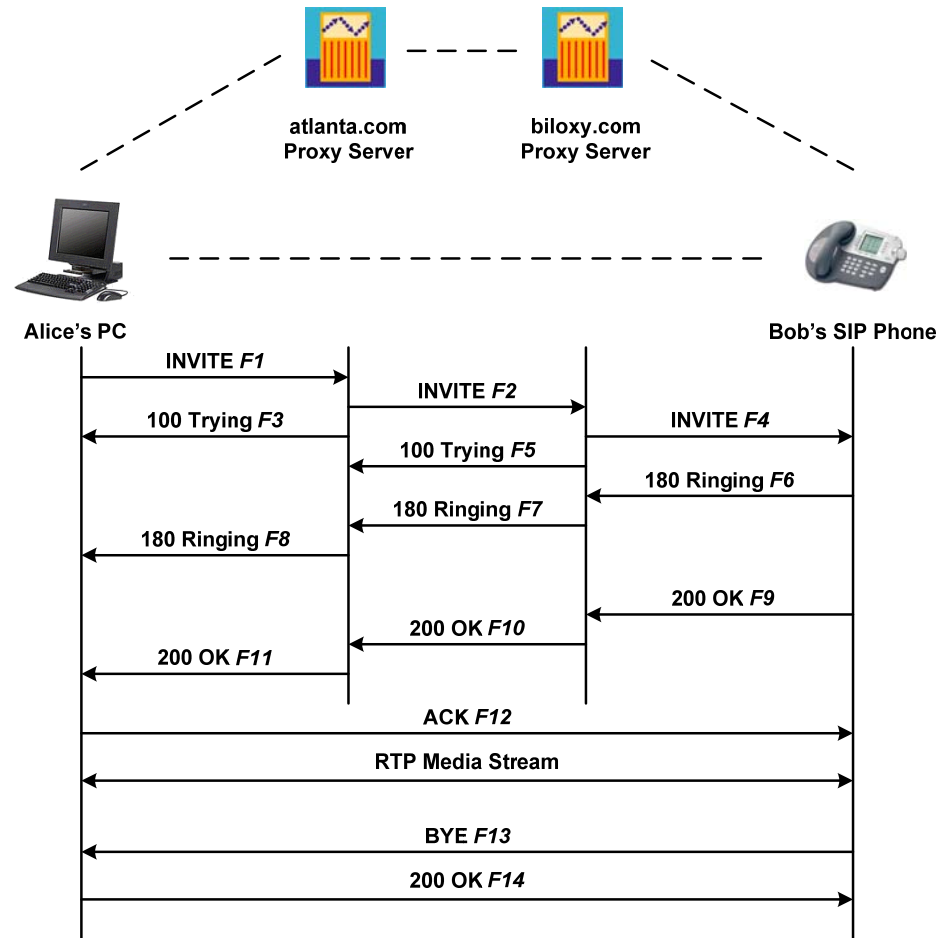 atlanta.com
Proxy Server
biloxy.com
Proxy Server
Alice's PC
Bob's SIP Phone
INVITE F1
INVITE F2
100 Trying F3
INVITE F4
100 Trying F5
180 Ringing F6
180 Ringing F7
180 Ringing F8
200 OK F9
200 OK F10
200 OK F11
ACK F12
RTP Media Stream
BYE F13
200 OK F14